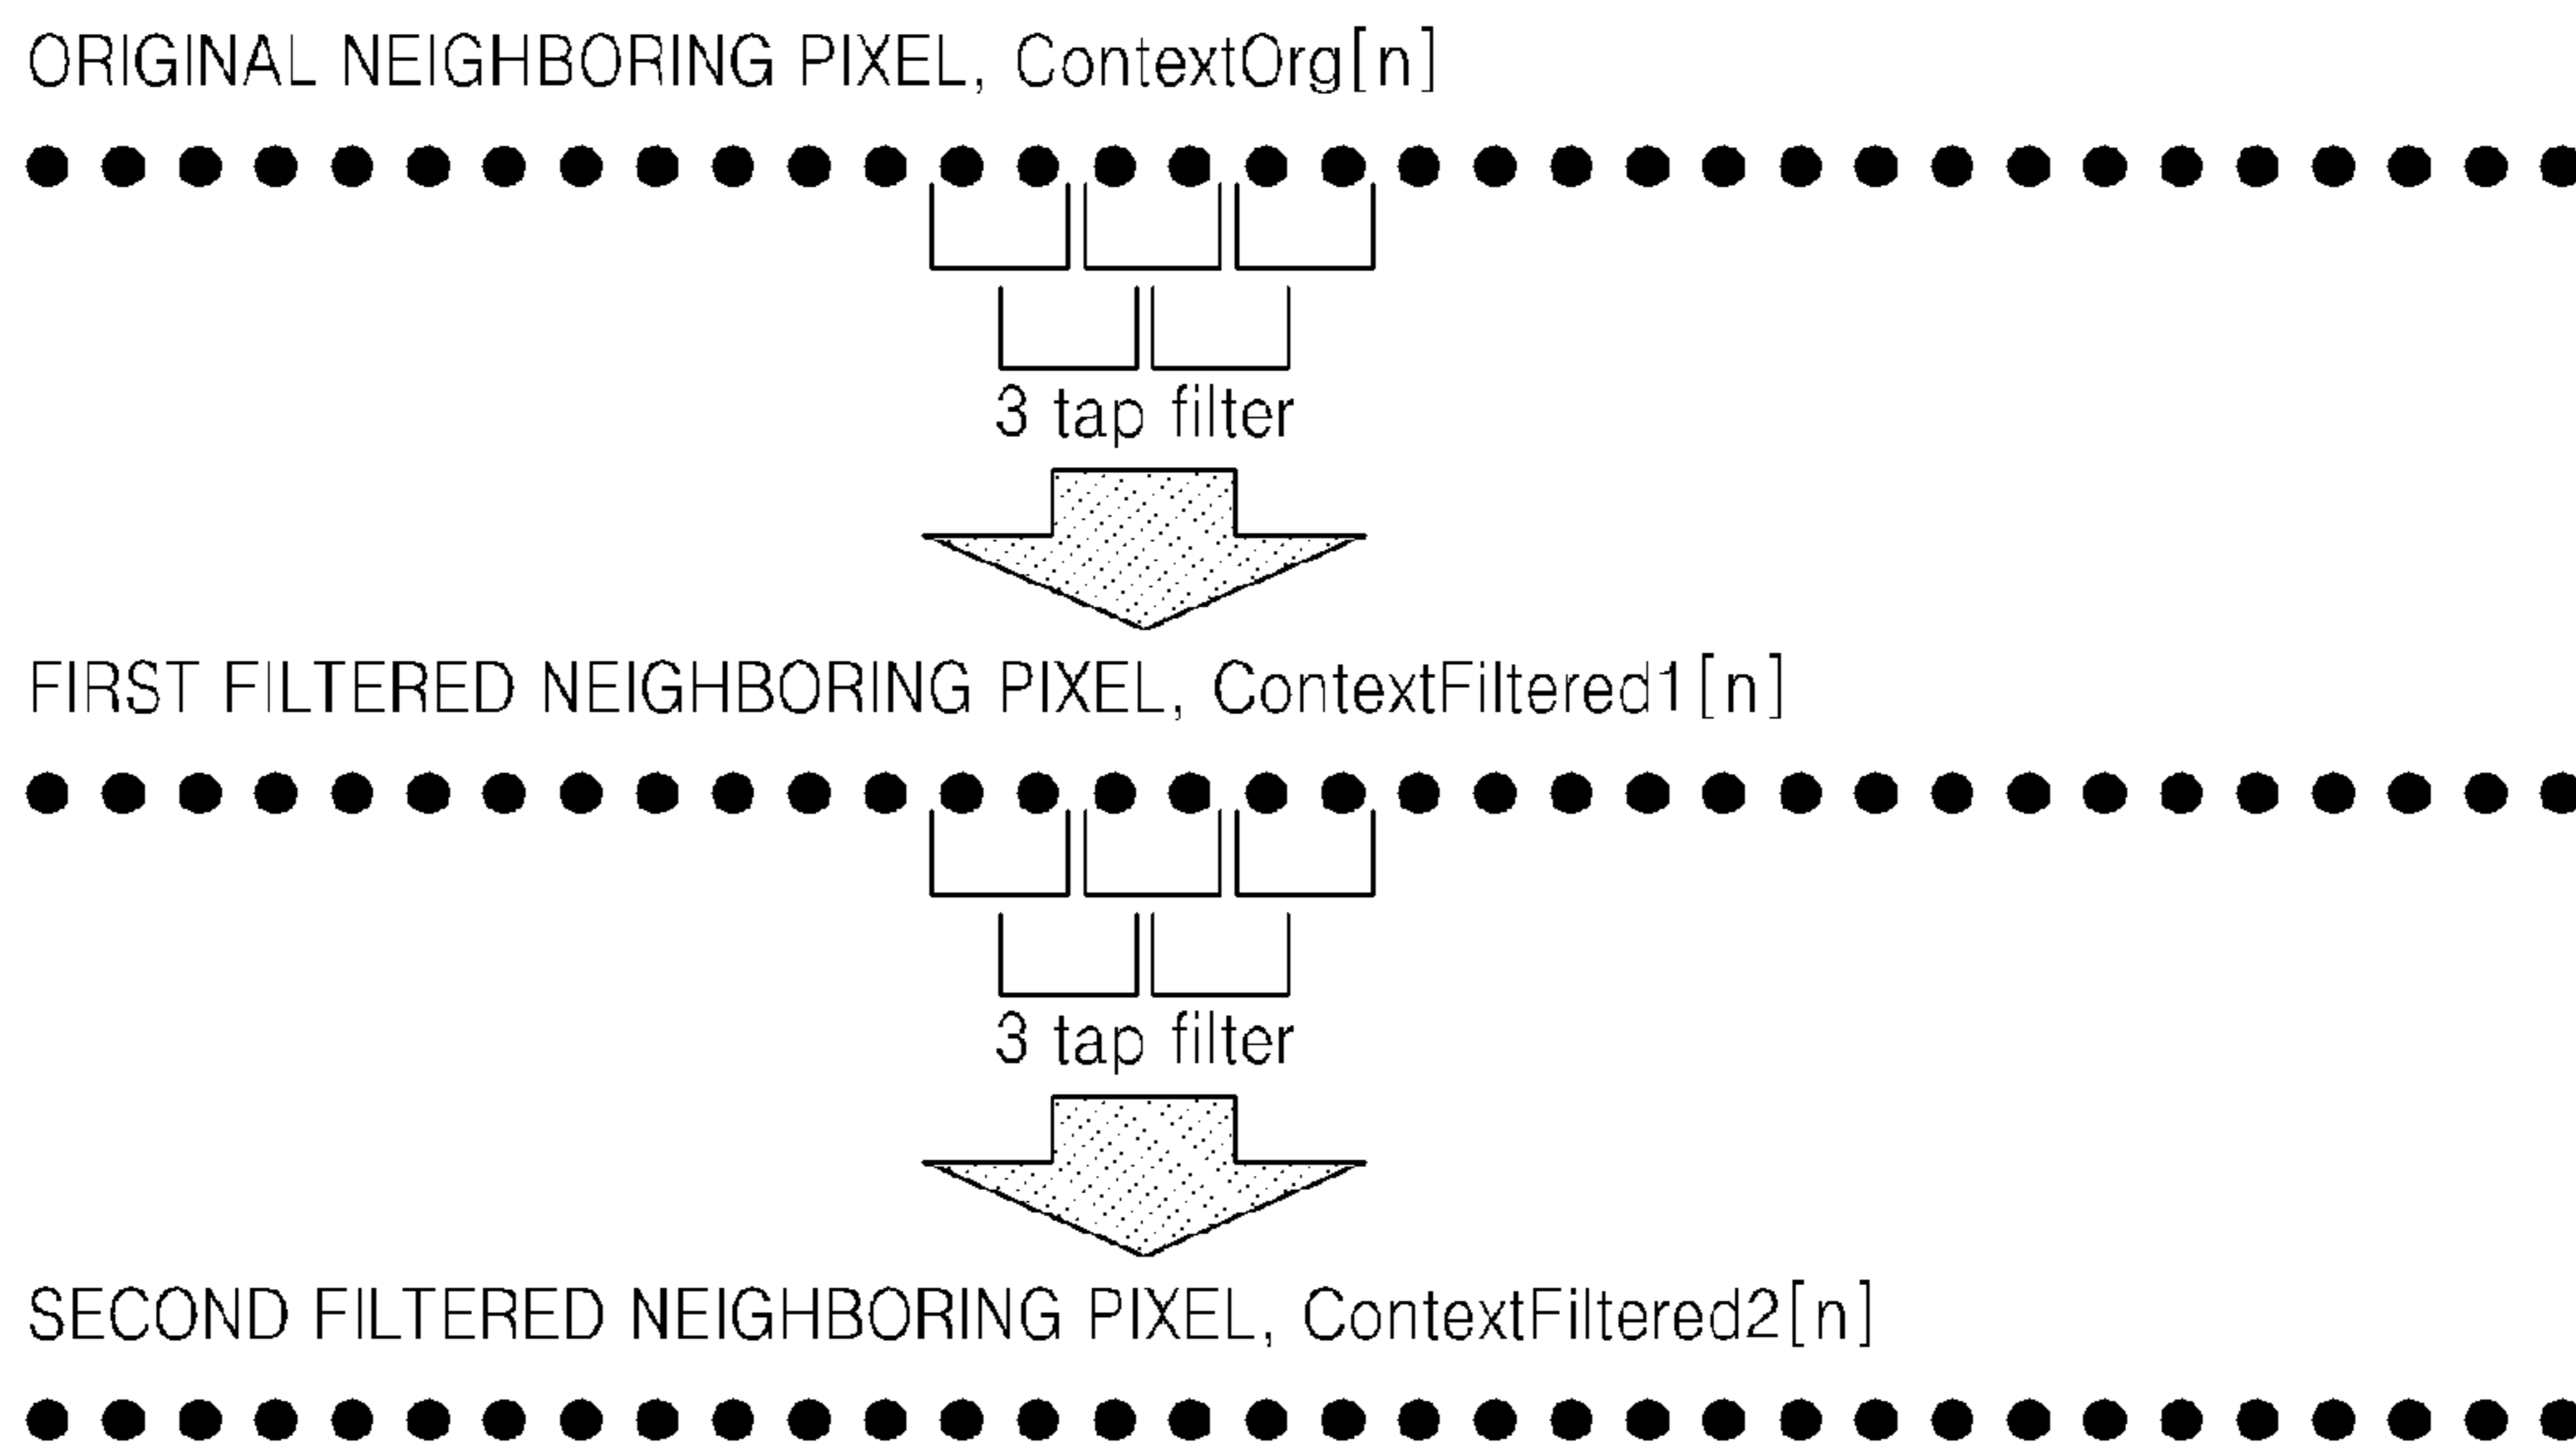 ORIGINAL NEIGHBORING PIXEL, ContextOrg[n]
3 tap filter
FIRST FILTERED NEIGHBORING PIXEL, ContextFiltered1[n]
3 tap filter
SECOND FILTERED NEIGHBORING PIXEL, ContextFiltered2[n]